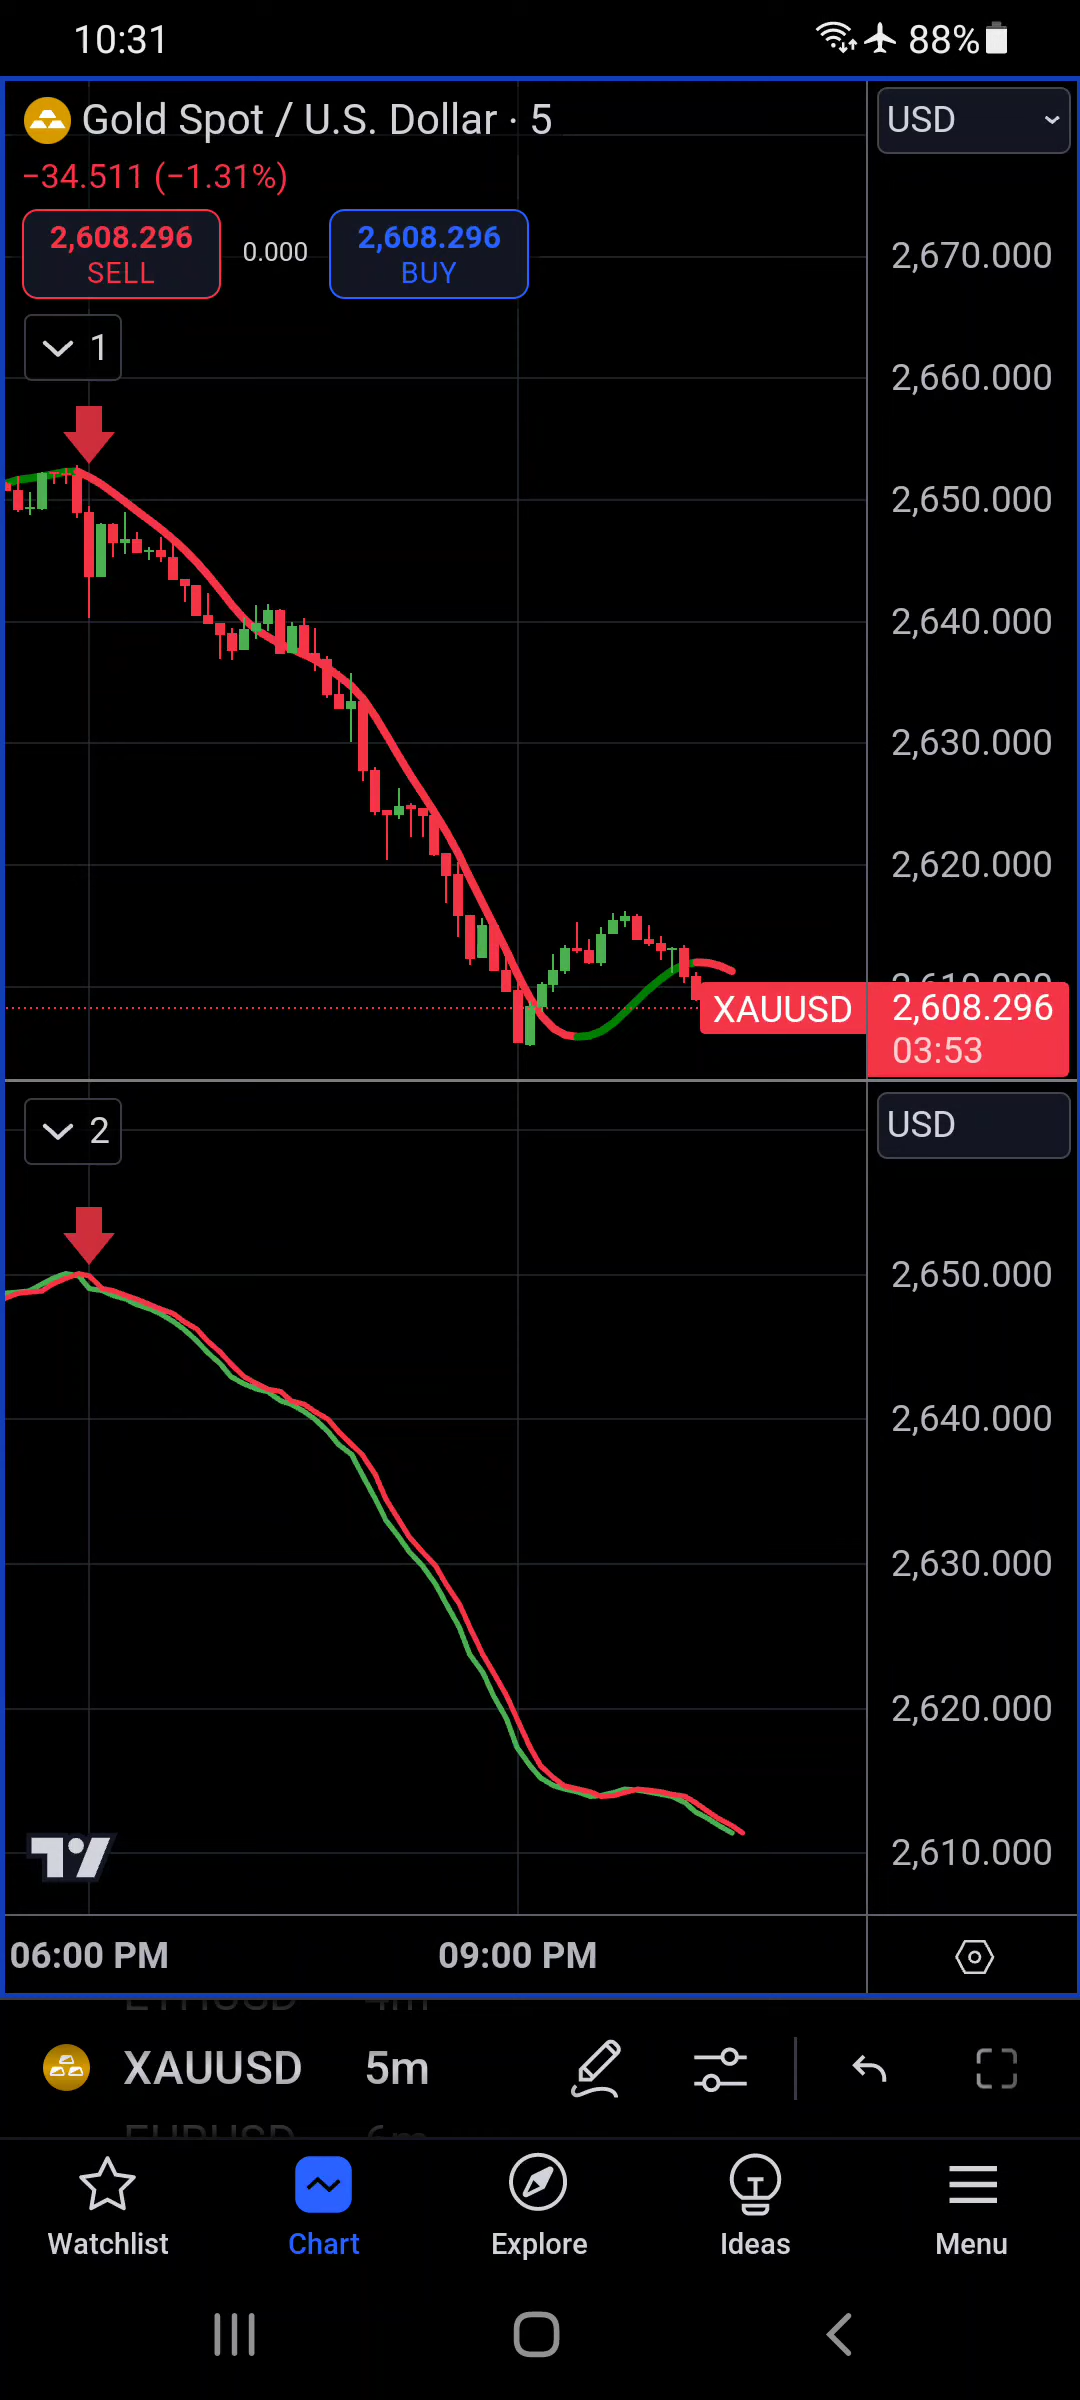 10:31
88%
Gold Spot / U.S. Dollar · 5
USD
−34.511 (−1.31%)
2,608.296
SELL
0.000
2,608.296
BUY
1
2,670.000
2,660.000
2,650.000
2,640.000
2,630.000
2,620.000
XAUUSD
2,608.296
03:53
2
USD
2,650.000
2,640.000
2,630.000
2,620.000
2,610.000
06:00 PM
09:00 PM
XAUUSD 5m
Watchlist
Chart
Explore
Ideas
Menu